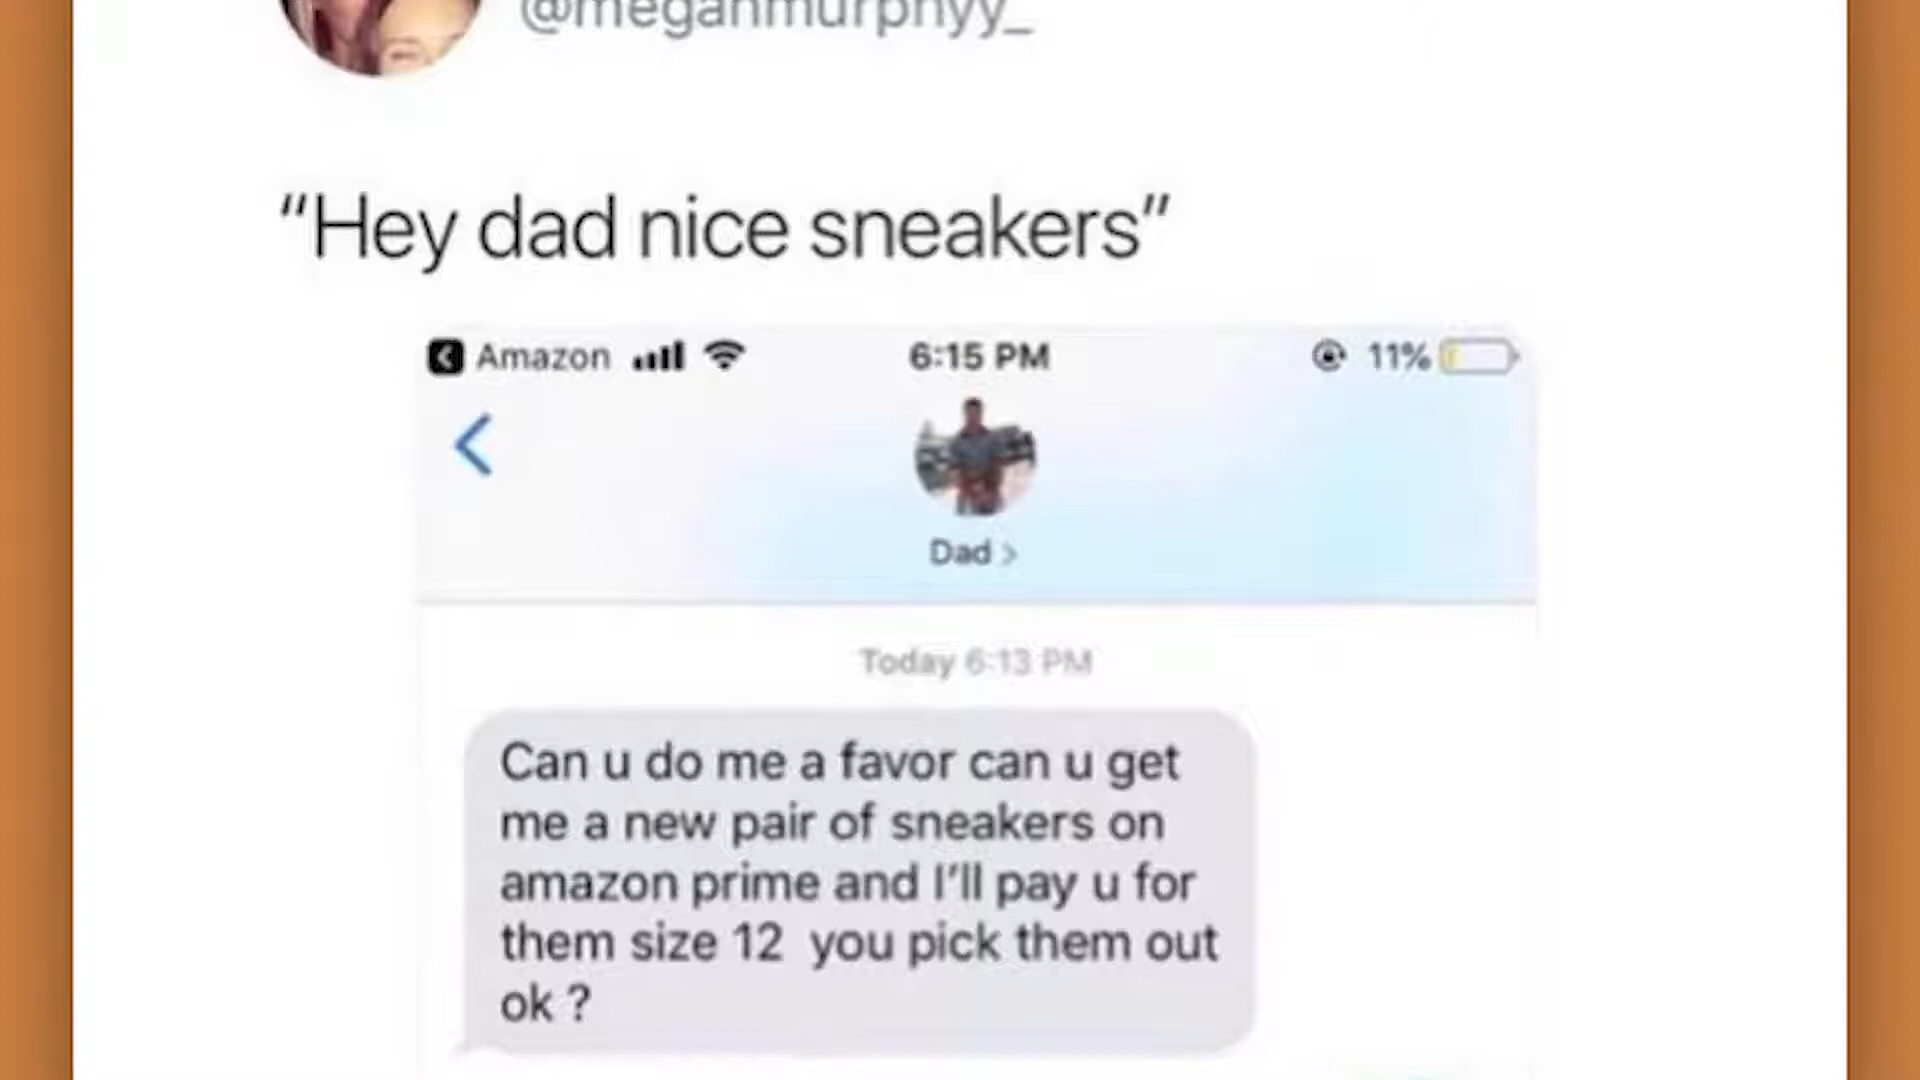 @meganmurphyy_
“Hey dad nice sneakers”
Amazon 6:15 PM 11%
Dad >
Today 6:13 PM
Can u do me a favor can u get
me a new pair of sneakers on
amazon prime and I’ll pay u for
them size 12  you pick them out
ok ?